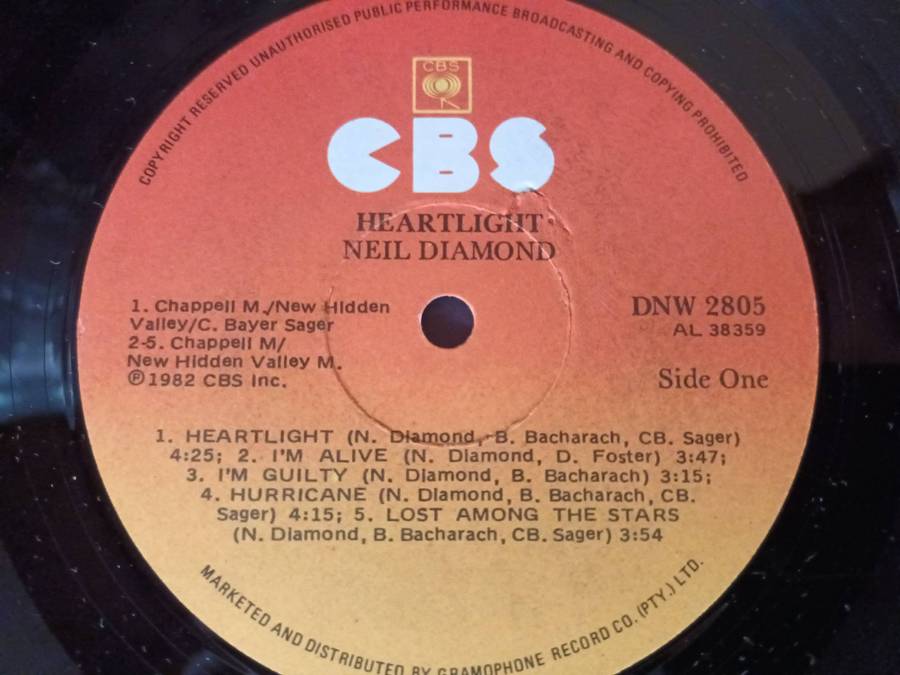 COPYRIGHT RESERVED UNAUTHORISED PUBLIC PERFORMANCE BROADCASTING AND COPYING PROHIBITED
CBS
CBS
HEARTLIGHT
NEIL DIAMOND
1. Chappell M./New Hidden
Valley/C. Bayer Sager
2-5. Chappell M/
New Hidden Valley M.
℗1982 CBS Inc.
DNW 2805
AL 38359
Side One
1. HEARTLIGHT (N. Diamond, B. Bacharach, CB. Sager)
4:25; 2. I'M ALIVE (N. Diamond, D. Foster) 3:47;
3. I'M GUILTY (N. Diamond, B. Bacharach) 3:15;
4. HURRICANE (N. Diamond, B. Bacharach, CB.
Sager) 4:15; 5. LOST AMONG THE STARS
(N. Diamond, B. Bacharach, CB. Sager) 3:54
MARKETED AND DISTRIBUTED BY GRAMOPHONE RECORD CO. (PTY.) LTD.